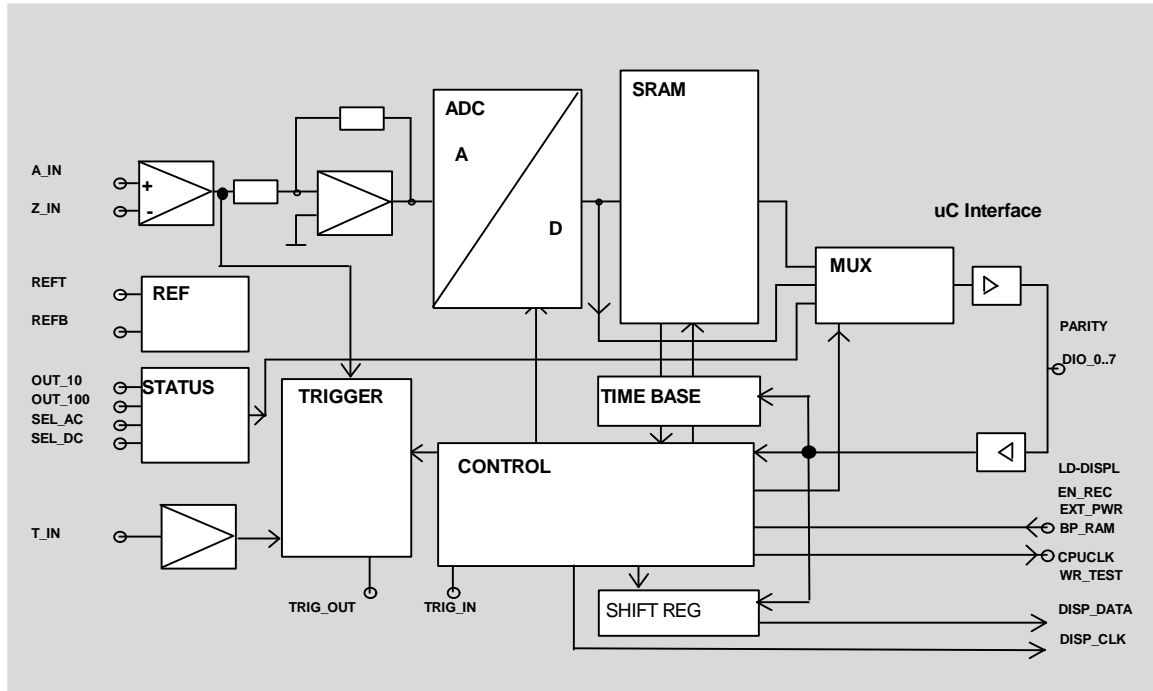 SRAM
ADC
A
D
A_IN
+
Z_IN
-
uC Interface
MUX
REFT
REF
REFB
PARITY
DIO_0..7
OUT_10
STATUS
OUT_100
SEL_AC
SEL_DC
TRIGGER
TIME BASE
CONTROL
LD-DISPL
EN_REC
EXT_PWR
BP_RAM
T_IN
CPUCLK
WR_TEST
TRIG_OUT
TRIG_IN
SHIFT REG
DISP_DATA
DISP_CLK